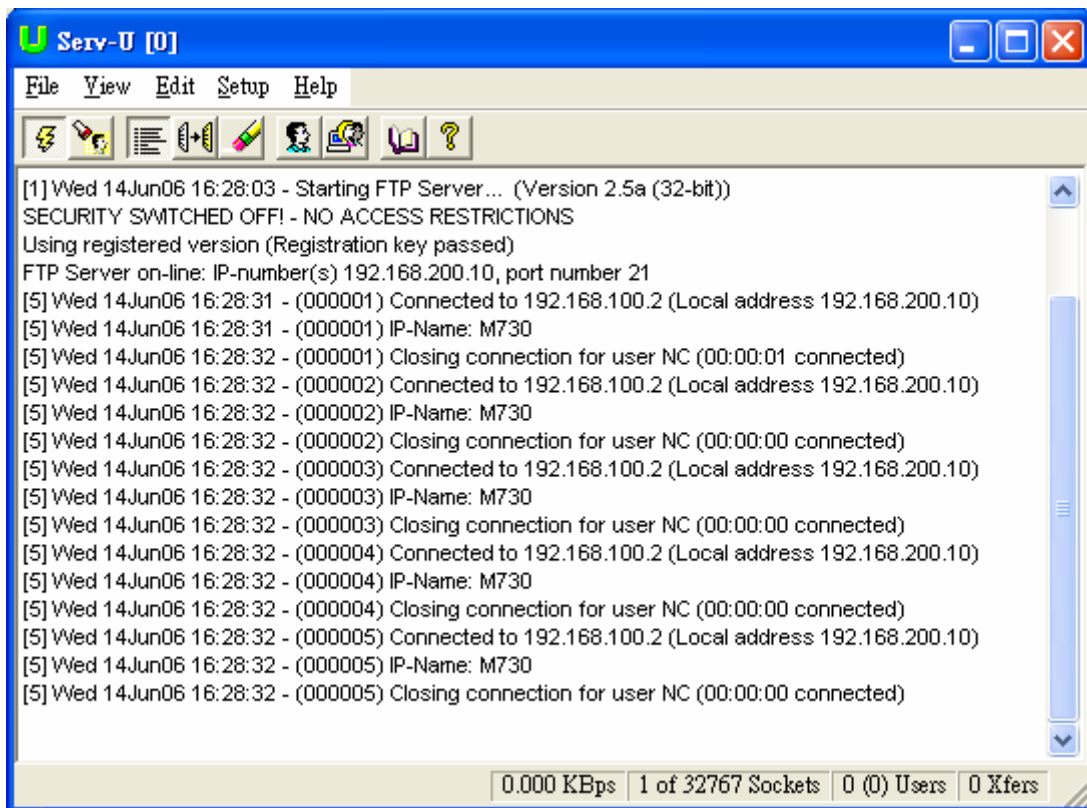 Serv-U [0]
File View Edit Setup Help
[1] Wed 14Jun06 16:28:03 - Starting FTP Server... (Version 2.5a (32-bit))
SECURITY SWITCHED OFF! - NO ACCESS RESTRICTIONS
Using registered version (Registration key passed)
FTP Server on-line: IP-number(s) 192.168.200.10, port number 21
[5] Wed 14Jun06 16:28:31 - (000001) Connected to 192.168.100.2 (Local address 192.168.200.10)
[5] Wed 14Jun06 16:28:31 - (000001) IP-Name: M730
[5] Wed 14Jun06 16:28:32 - (000001) Closing connection for user NC (00:00:01 connected)
[5] Wed 14Jun06 16:28:32 - (000002) Connected to 192.168.100.2 (Local address 192.168.200.10)
[5] Wed 14Jun06 16:28:32 - (000002) IP-Name: M730
[5] Wed 14Jun06 16:28:32 - (000002) Closing connection for user NC (00:00:00 connected)
[5] Wed 14Jun06 16:28:32 - (000003) Connected to 192.168.100.2 (Local address 192.168.200.10)
[5] Wed 14Jun06 16:28:32 - (000003) IP-Name: M730
[5] Wed 14Jun06 16:28:32 - (000003) Closing connection for user NC (00:00:00 connected)
[5] Wed 14Jun06 16:28:32 - (000004) Connected to 192.168.100.2 (Local address 192.168.200.10)
[5] Wed 14Jun06 16:28:32 - (000004) IP-Name: M730
[5] Wed 14Jun06 16:28:32 - (000004) Closing connection for user NC (00:00:00 connected)
[5] Wed 14Jun06 16:28:32 - (000005) Connected to 192.168.100.2 (Local address 192.168.200.10)
[5] Wed 14Jun06 16:28:32 - (000005) IP-Name: M730
[5] Wed 14Jun06 16:28:32 - (000005) Closing connection for user NC (00:00:00 connected)
0.000 KBps 1 of 32767 Sockets 0 (0) Users 0 Xfers